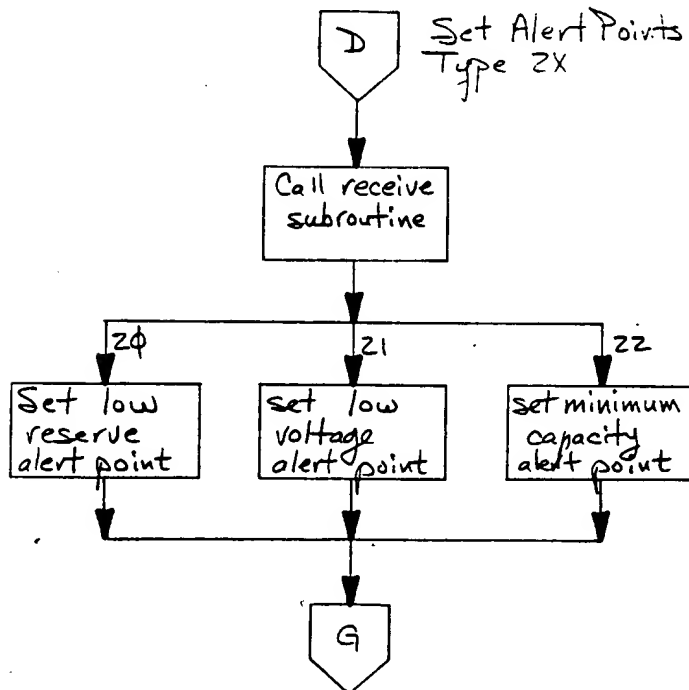 D
Set Alert Points
Type 2X
Call receive
subroutine
2φ
21
22
Set low
reserve
alert point
set low
voltage
alert point
set minimum
capacity
alert point
G